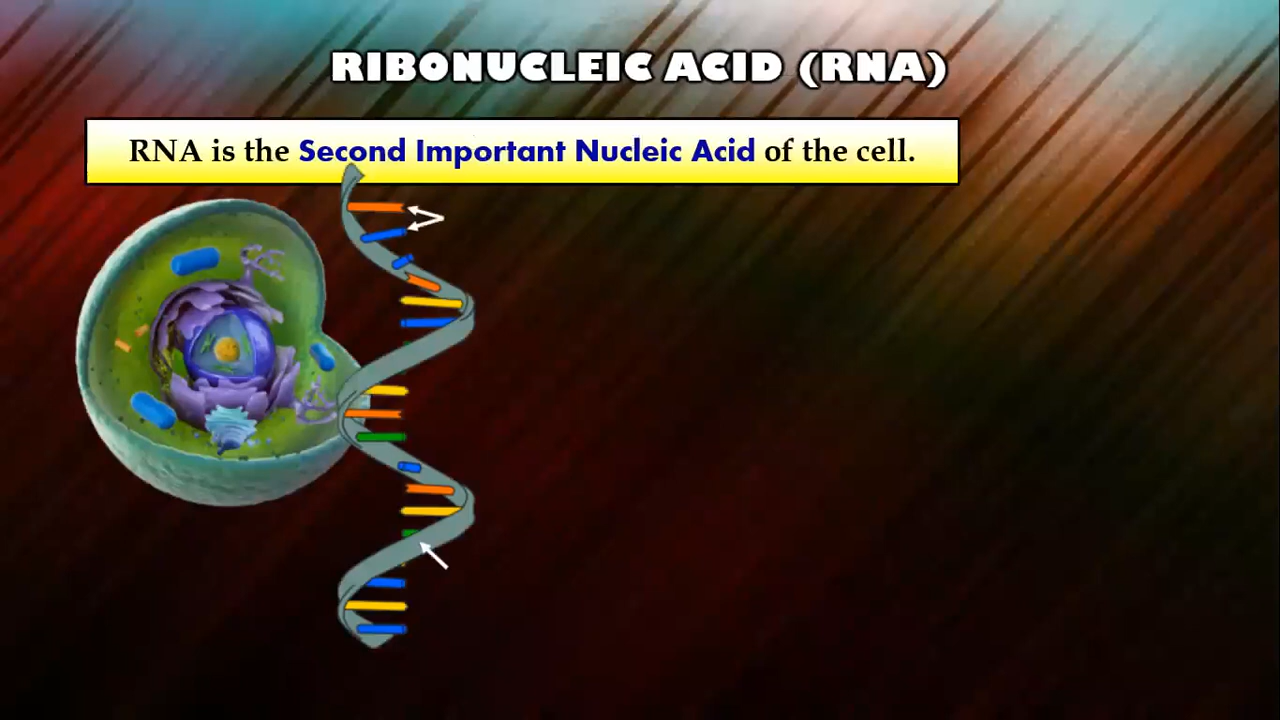 RIBONUCLEIC ACID (RNA)
RNA is the Second Important Nucleic Acid of the cell.